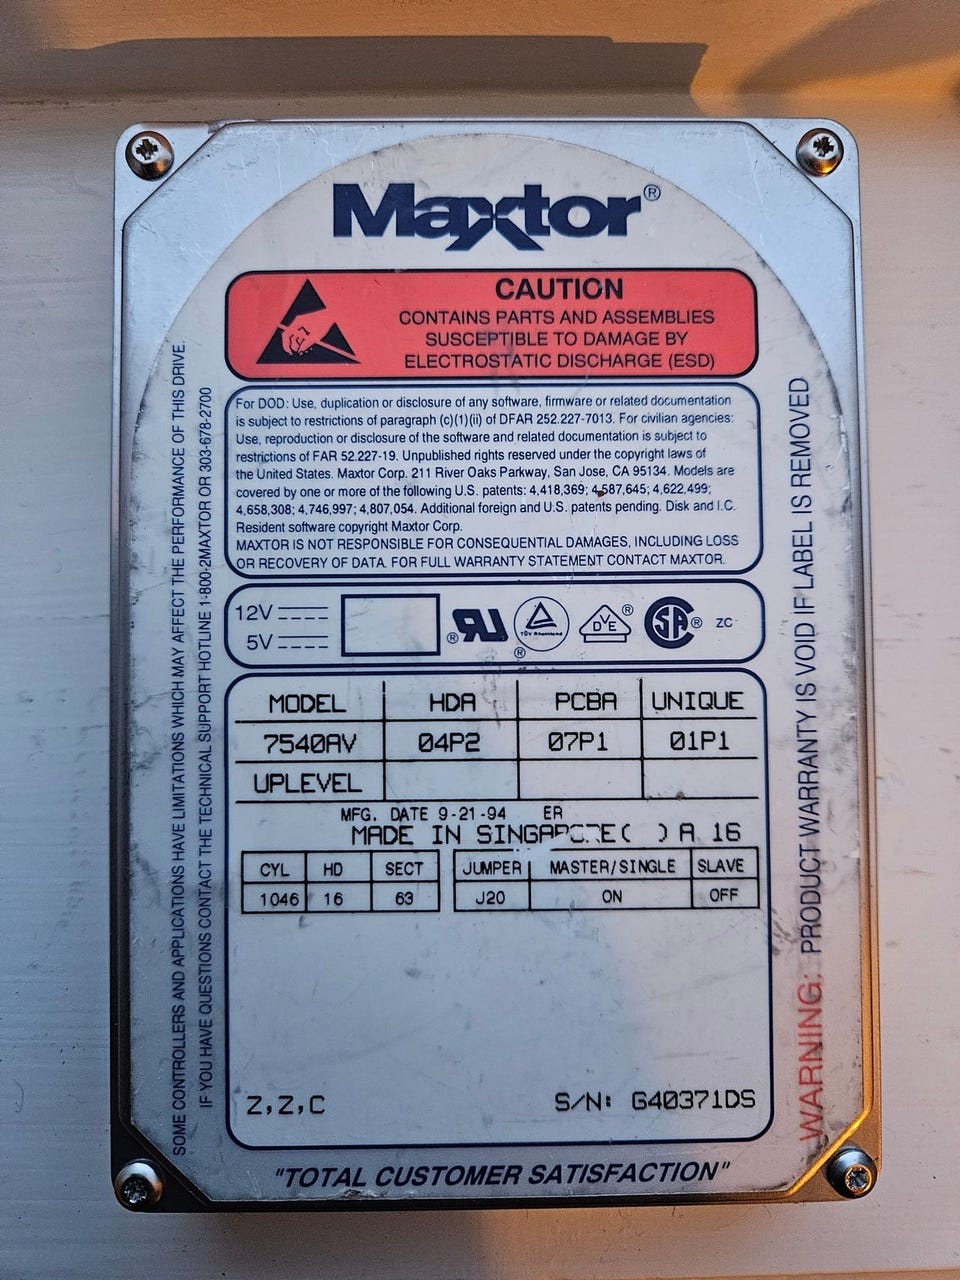 Maxtor®
CAUTION
CONTAINS PARTS AND ASSEMBLIES
SUSCEPTIBLE TO DAMAGE BY
ELECTROSTATIC DISCHARGE (ESD)
For DOD: Use, duplication or disclosure of any software, firmware or related documentation
is subject to restrictions of paragraph (c)(1)(ii) of DFAR 252.227-7013. For civilian agencies:
Use, reproduction or disclosure of the software and related documentation is subject to
restrictions of FAR 52.227-19. Unpublished rights reserved under the copyright laws of
the United States. Maxtor Corp. 211 River Oaks Parkway, San Jose, CA 95134. Models are
covered by one or more of the following U.S. patents: 4,418,369; 4,587,645; 4,622,499;
4,658,308; 4,746,997; 4,807,054. Additional foreign and U.S. patents pending. Disk and I.C.
Resident software copyright Maxtor Corp.
MAXTOR IS NOT RESPONSIBLE FOR CONSEQUENTIAL DAMAGES, INCLUDING LOSS
OR RECOVERY OF DATA. FOR FULL WARRANTY STATEMENT CONTACT MAXTOR.
12V
5V
® RU TÜV Rheinland ® DVE ® CSA ® ZC
MODEL HDA PCBA UNIQUE
7540AV 04P2 07P1 01P1
UPLEVEL
MFG. DATE 9-21-94 ER
MADE IN SINGAPORE( ) A 16
CYL HD SECT JUMPER MASTER/SINGLE SLAVE
1046 16 63 J20 ON OFF
Z,Z,C S/N: G40371DS
"TOTAL CUSTOMER SATISFACTION"
SOME CONTROLLERS AND APPLICATIONS HAVE LIMITATIONS WHICH MAY AFFECT THE PERFORMANCE OF THIS DRIVE.
IF YOU HAVE QUESTIONS CONTACT THE TECHNICAL SUPPORT HOTLINE 1-800-2MAXTOR OR 303-678-2700
WARNING: PRODUCT WARRANTY IS VOID IF LABEL IS REMOVED